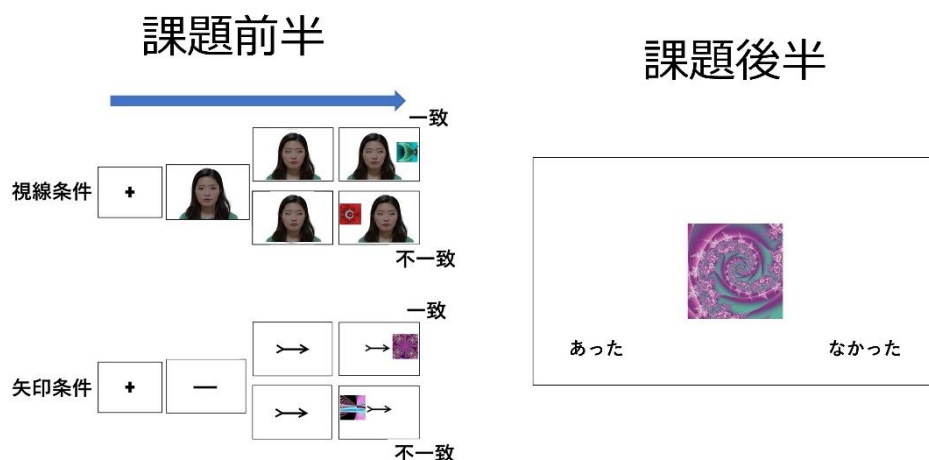 課題前半
一致
視線条件
不一致
一致
矢印条件
不一致
課題後半
あった
なかった